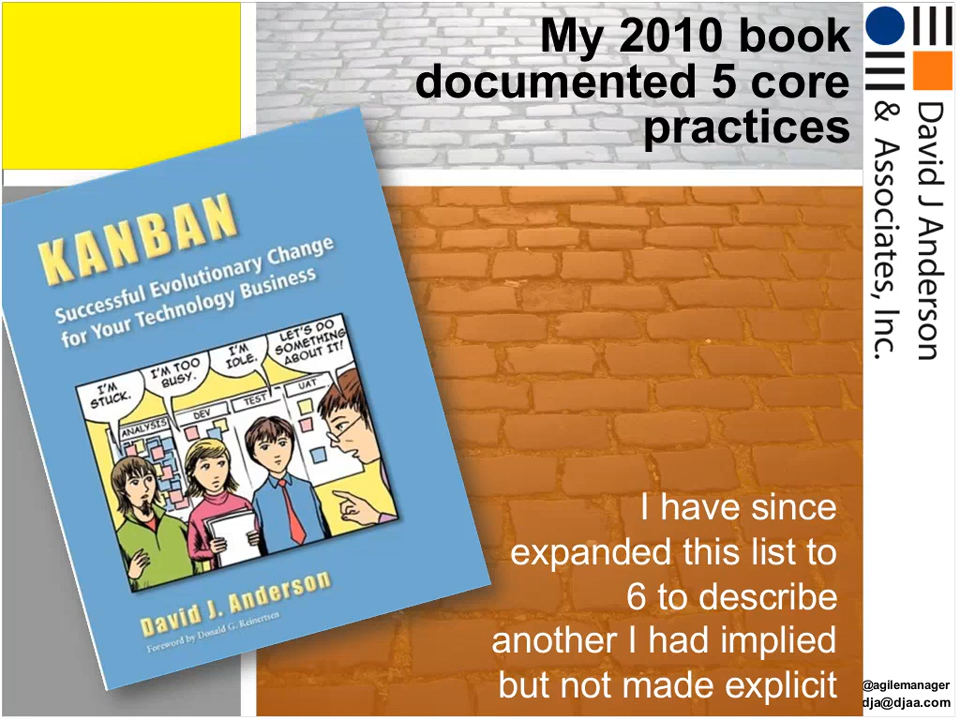 My 2010 book
documented 5 core
practices
David J Anderson
& Associates, Inc.
KANBAN
Successful Evolutionary Change
for Your Technology Business
I'M
STUCK.
I'M TOO
BUSY.
I'M
IDLE.
LET'S DO
SOMETHING
ABOUT IT!
ANALYSIS
DEV
TEST
UAT
David J. Anderson
Foreword by Donald G. Reinertsen
I have since
expanded this list to
6 to describe
another I had implied
but not made explicit
@agilemanager
dja@djaa.com